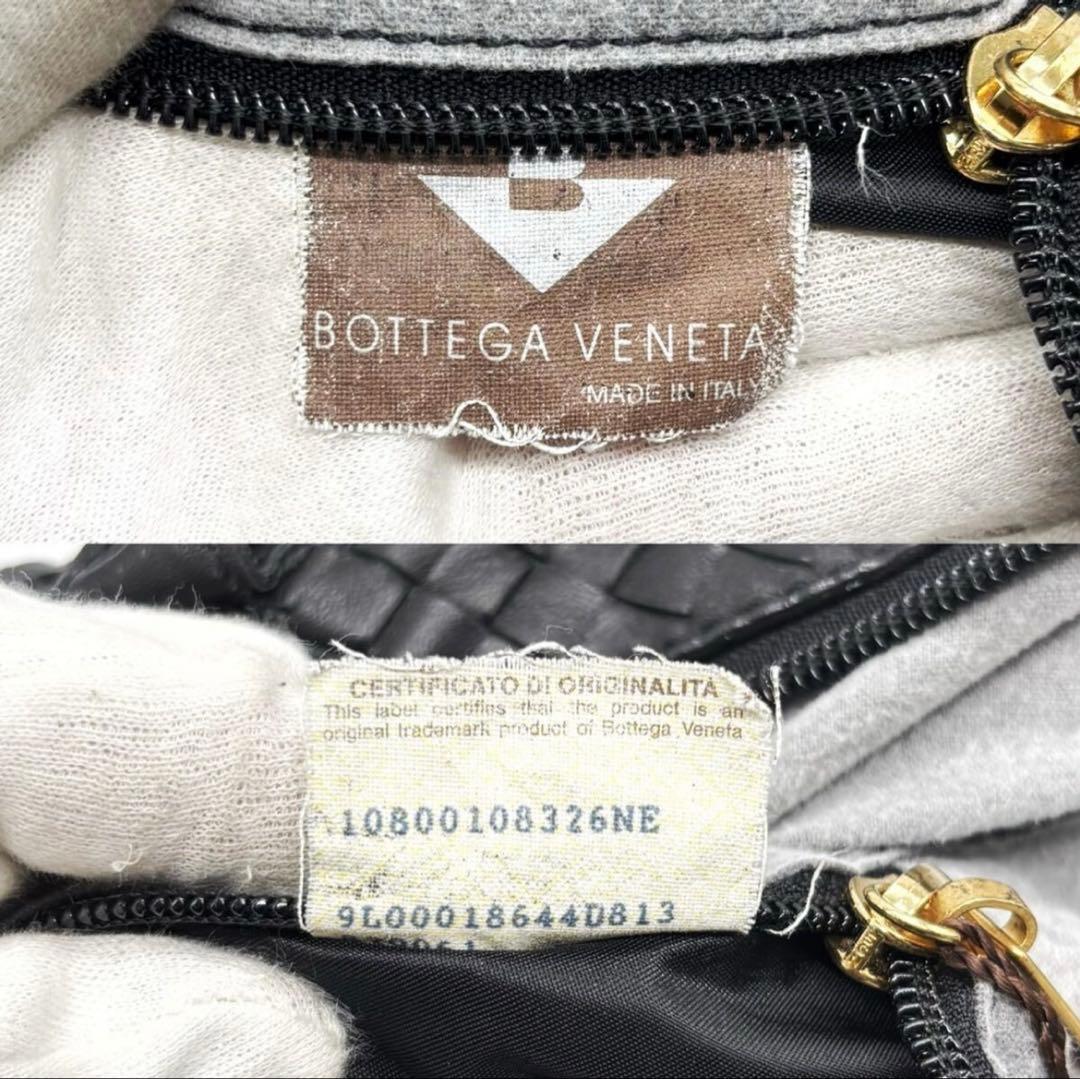 B
BOTTEGA VENETA
MADE IN ITALY
CERTIFICATO DI ORIGINALITA
This label certifies that the product is an
original trademark product of Bottega Veneta
10800108326NE
9L00018644D813